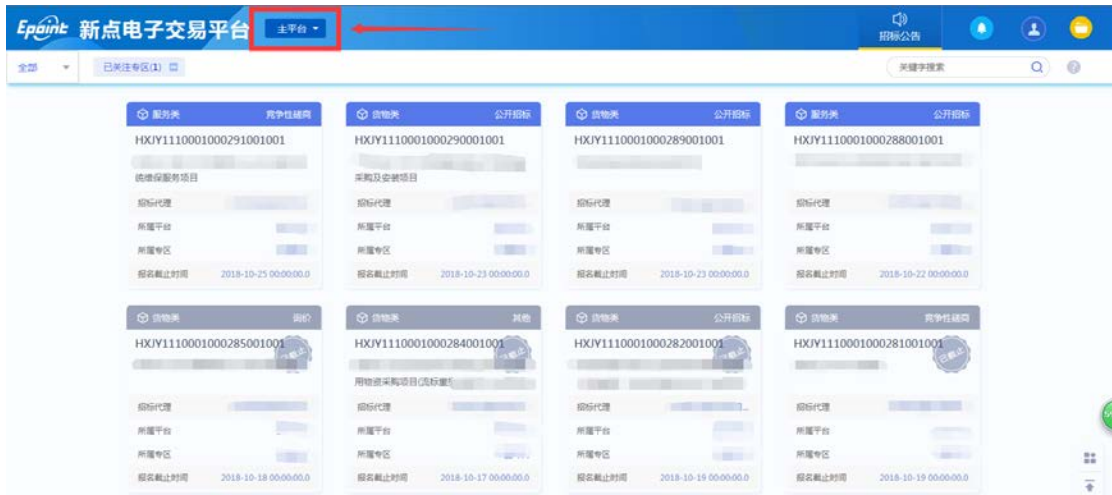 Epoint 新点电子交易平台 主平台 招标公告
全部 已关注专区(1) 关键字搜索
服务类 竞争性磋商
HXJY1110001000291001001
统维保服务项目
招标代理
所属平台
所属专区
报名截止时间 2018-10-25 00:00:00.0
货物类 公开招标
HXJY1110001000290001001
采购及安装项目
招标代理
所属平台
所属专区
报名截止时间 2018-10-23 00:00:00.0
货物类 公开招标
HXJY1110001000289001001
招标代理
所属平台
所属专区
报名截止时间 2018-10-23 00:00:00.0
服务类 公开招标
HXJY1110001000288001001
招标代理
所属平台
所属专区
报名截止时间 2018-10-22 00:00:00.0
货物类 询价
HXJY1110001000285001001
已截止
招标代理
所属平台
所属专区
报名截止时间 2018-10-18 00:00:00.0
货物类 其他
HXJY1110001000284001001
已截止
用物资采购项目(流标重
招标代理
所属平台
所属专区
报名截止时间 2018-10-17 00:00:00.0
货物类 公开招标
HXJY1110001000282001001
已截止
招标代理
所属平台
所属专区
报名截止时间 2018-10-19 00:00:00.0
货物类 竞争性磋商
HXJY1110001000281001001
已截止
招标代理
所属平台
所属专区
报名截止时间 2018-10-19 00:00:00.0